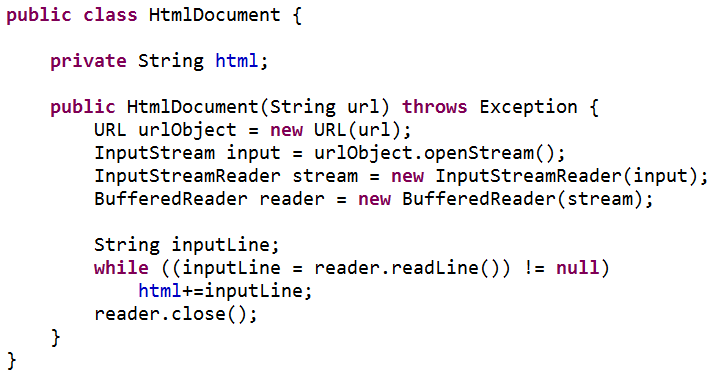 public class HtmlDocument {
    private String html;
    public HtmlDocument(String url) throws Exception {
        URL urlObject = new URL(url);
        InputStream input = urlObject.openStream();
        InputStreamReader stream = new InputStreamReader(input);
        BufferedReader reader = new BufferedReader(stream);
        String inputLine;
        while ((inputLine = reader.readLine()) != null)
            html+=inputLine;
        reader.close();
    }
}